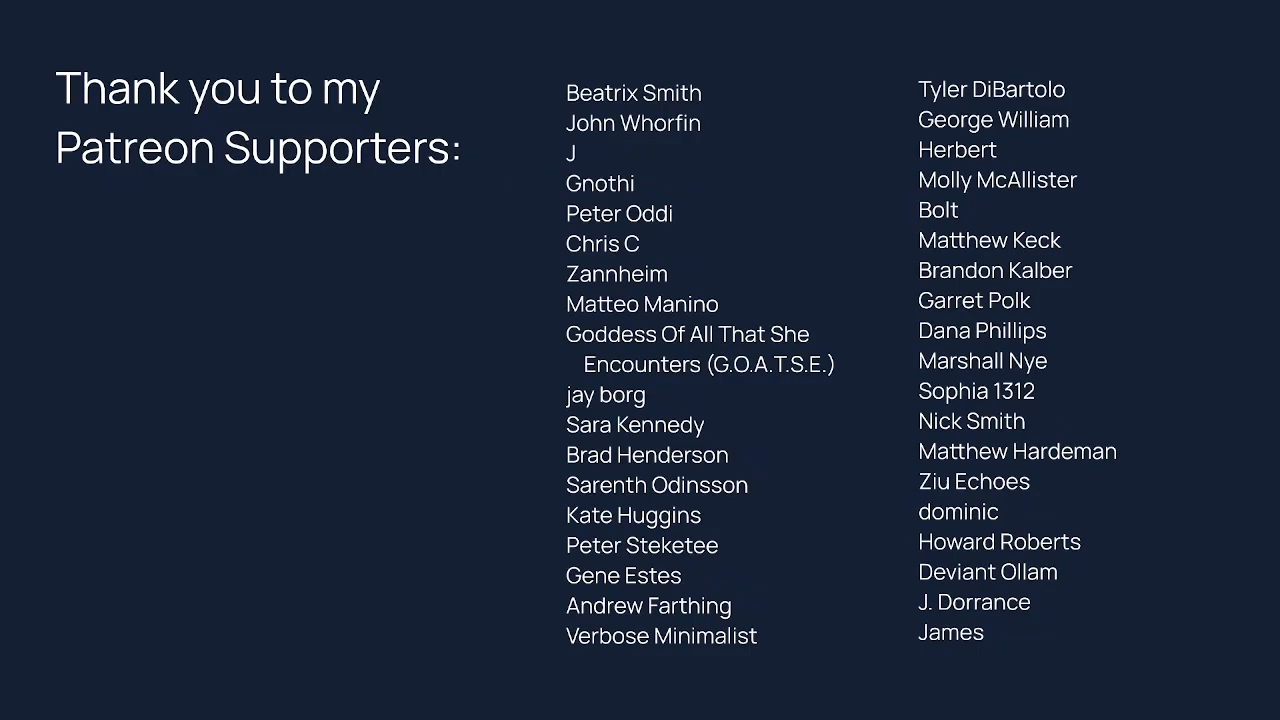 Thank you to my
Patreon Supporters:
Beatrix Smith
John Whorfin
J
Gnothi
Peter Oddi
Chris C
Zannheim
Matteo Manino
Goddess Of All That She
Encounters (G.O.A.T.S.E.)
jay borg
Sara Kennedy
Brad Henderson
Sarenth Odinsson
Kate Huggins
Peter Steketee
Gene Estes
Andrew Farthing
Verbose Minimalist
Tyler DiBartolo
George William
Herbert
Molly McAllister
Bolt
Matthew Keck
Brandon Kalber
Garret Polk
Dana Phillips
Marshall Nye
Sophia 1312
Nick Smith
Matthew Hardeman
Ziu Echoes
dominic
Howard Roberts
Deviant Ollam
J. Dorrance
James